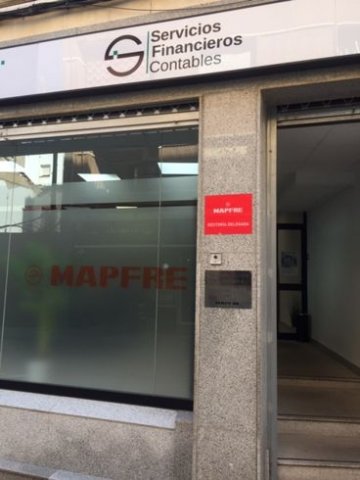 Servicios
Financieros
Contables
MAPFRE
OFICINA DELEGADA
MAPFRE